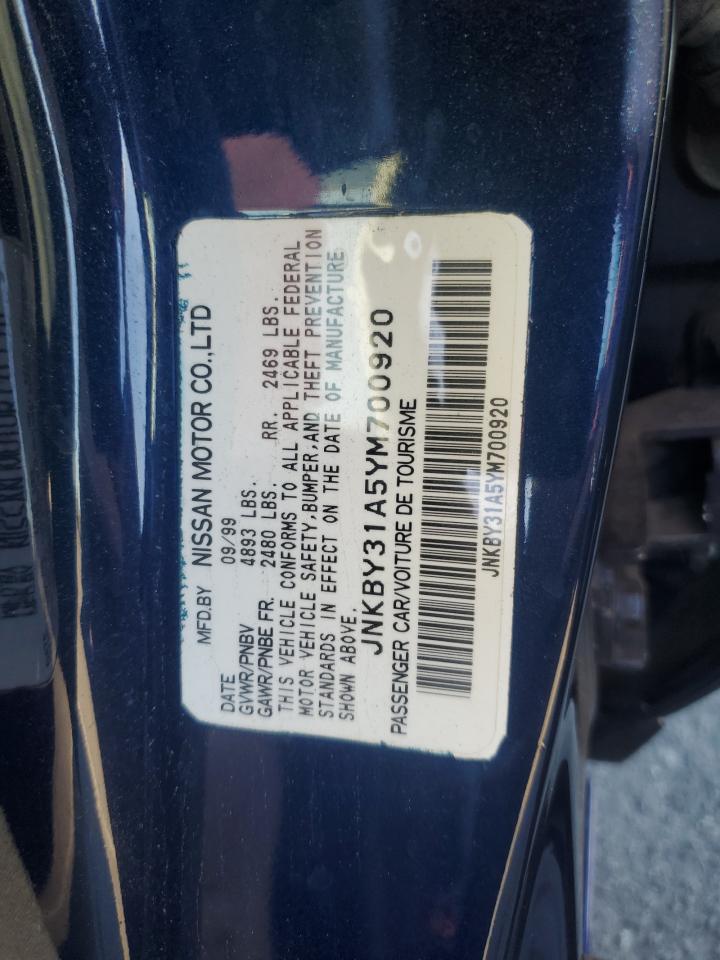 MFD.BY NISSAN MOTOR CO.,LTD
DATE 09/99
GVWR/PNBV 4893 LBS.
GAWR/PNBE FR. 2480 LBS. RR. 2469 LBS.
THIS VEHICLE CONFORMS TO ALL APPLICABLE FEDERAL
MOTOR VEHICLE SAFETY,BUMPER,AND THEFT PREVENTION
STANDARDS IN EFFECT ON THE DATE OF MANUFACTURE
SHOWN ABOVE.
JNKBY31A5YM700920
PASSENGER CAR/VOITURE DE TOURISME
JNKBY31A5YM700920